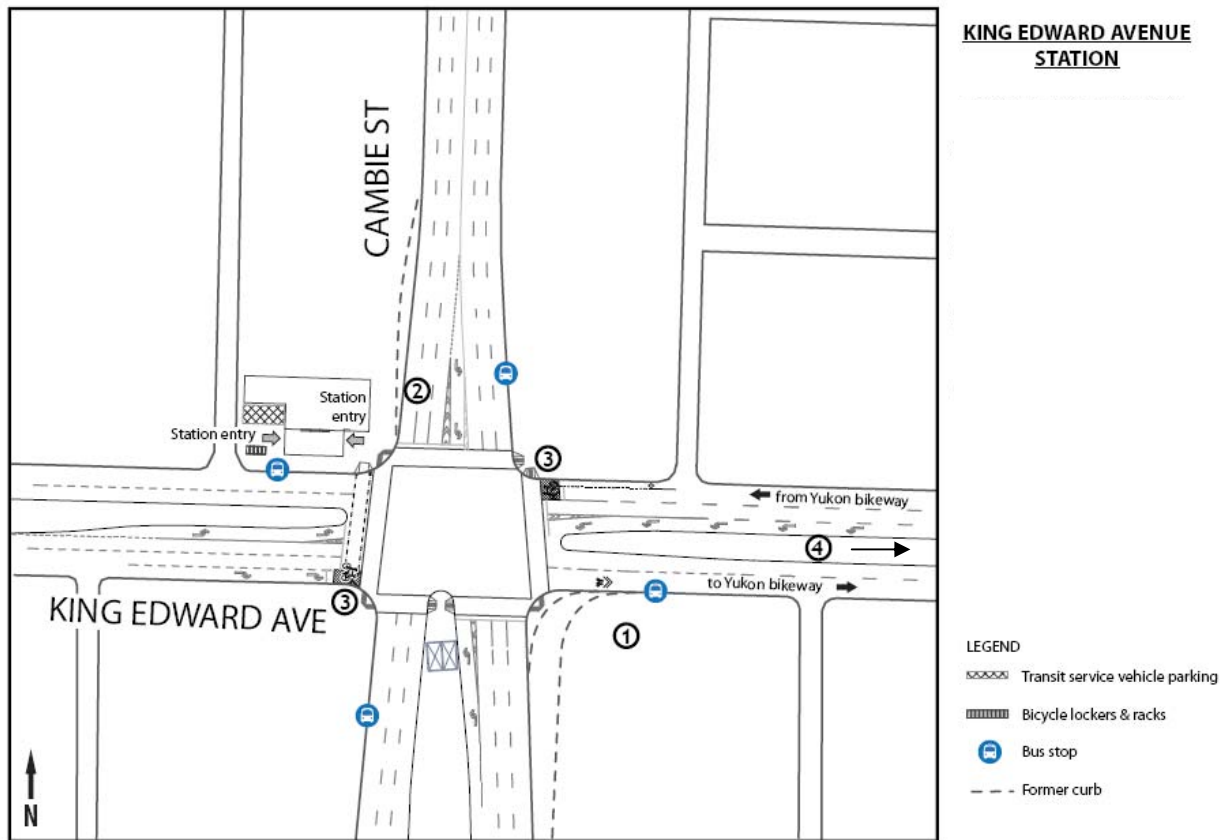 KING EDWARD AVENUE
STATION
CAMBIE ST
Station
entry
Station entry
2
3
from Yukon bikeway
4
to Yukon bikeway
3
KING EDWARD AVE
1
N
LEGEND
Transit service vehicle parking
Bicycle lockers & racks
Bus stop
Former curb